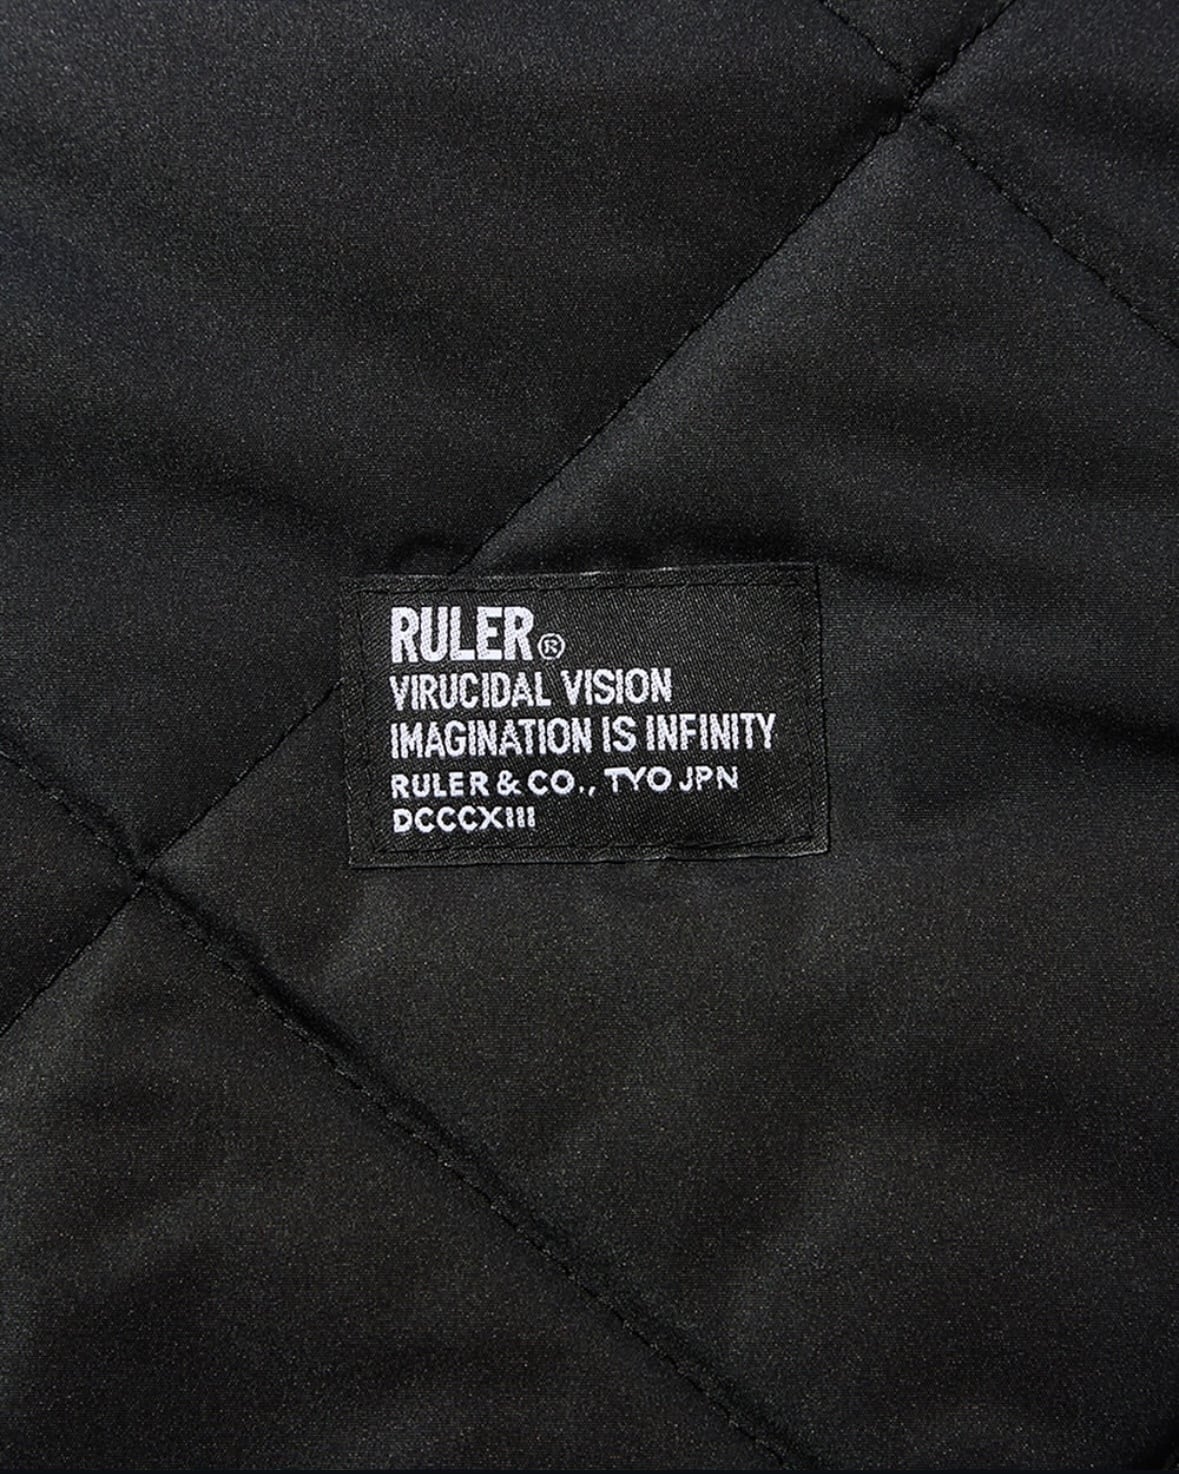 RULER®
VIRUCIDAL VISION
IMAGINATION IS INFINITY
RULER & CO., TYO JPN
DCCCXIII